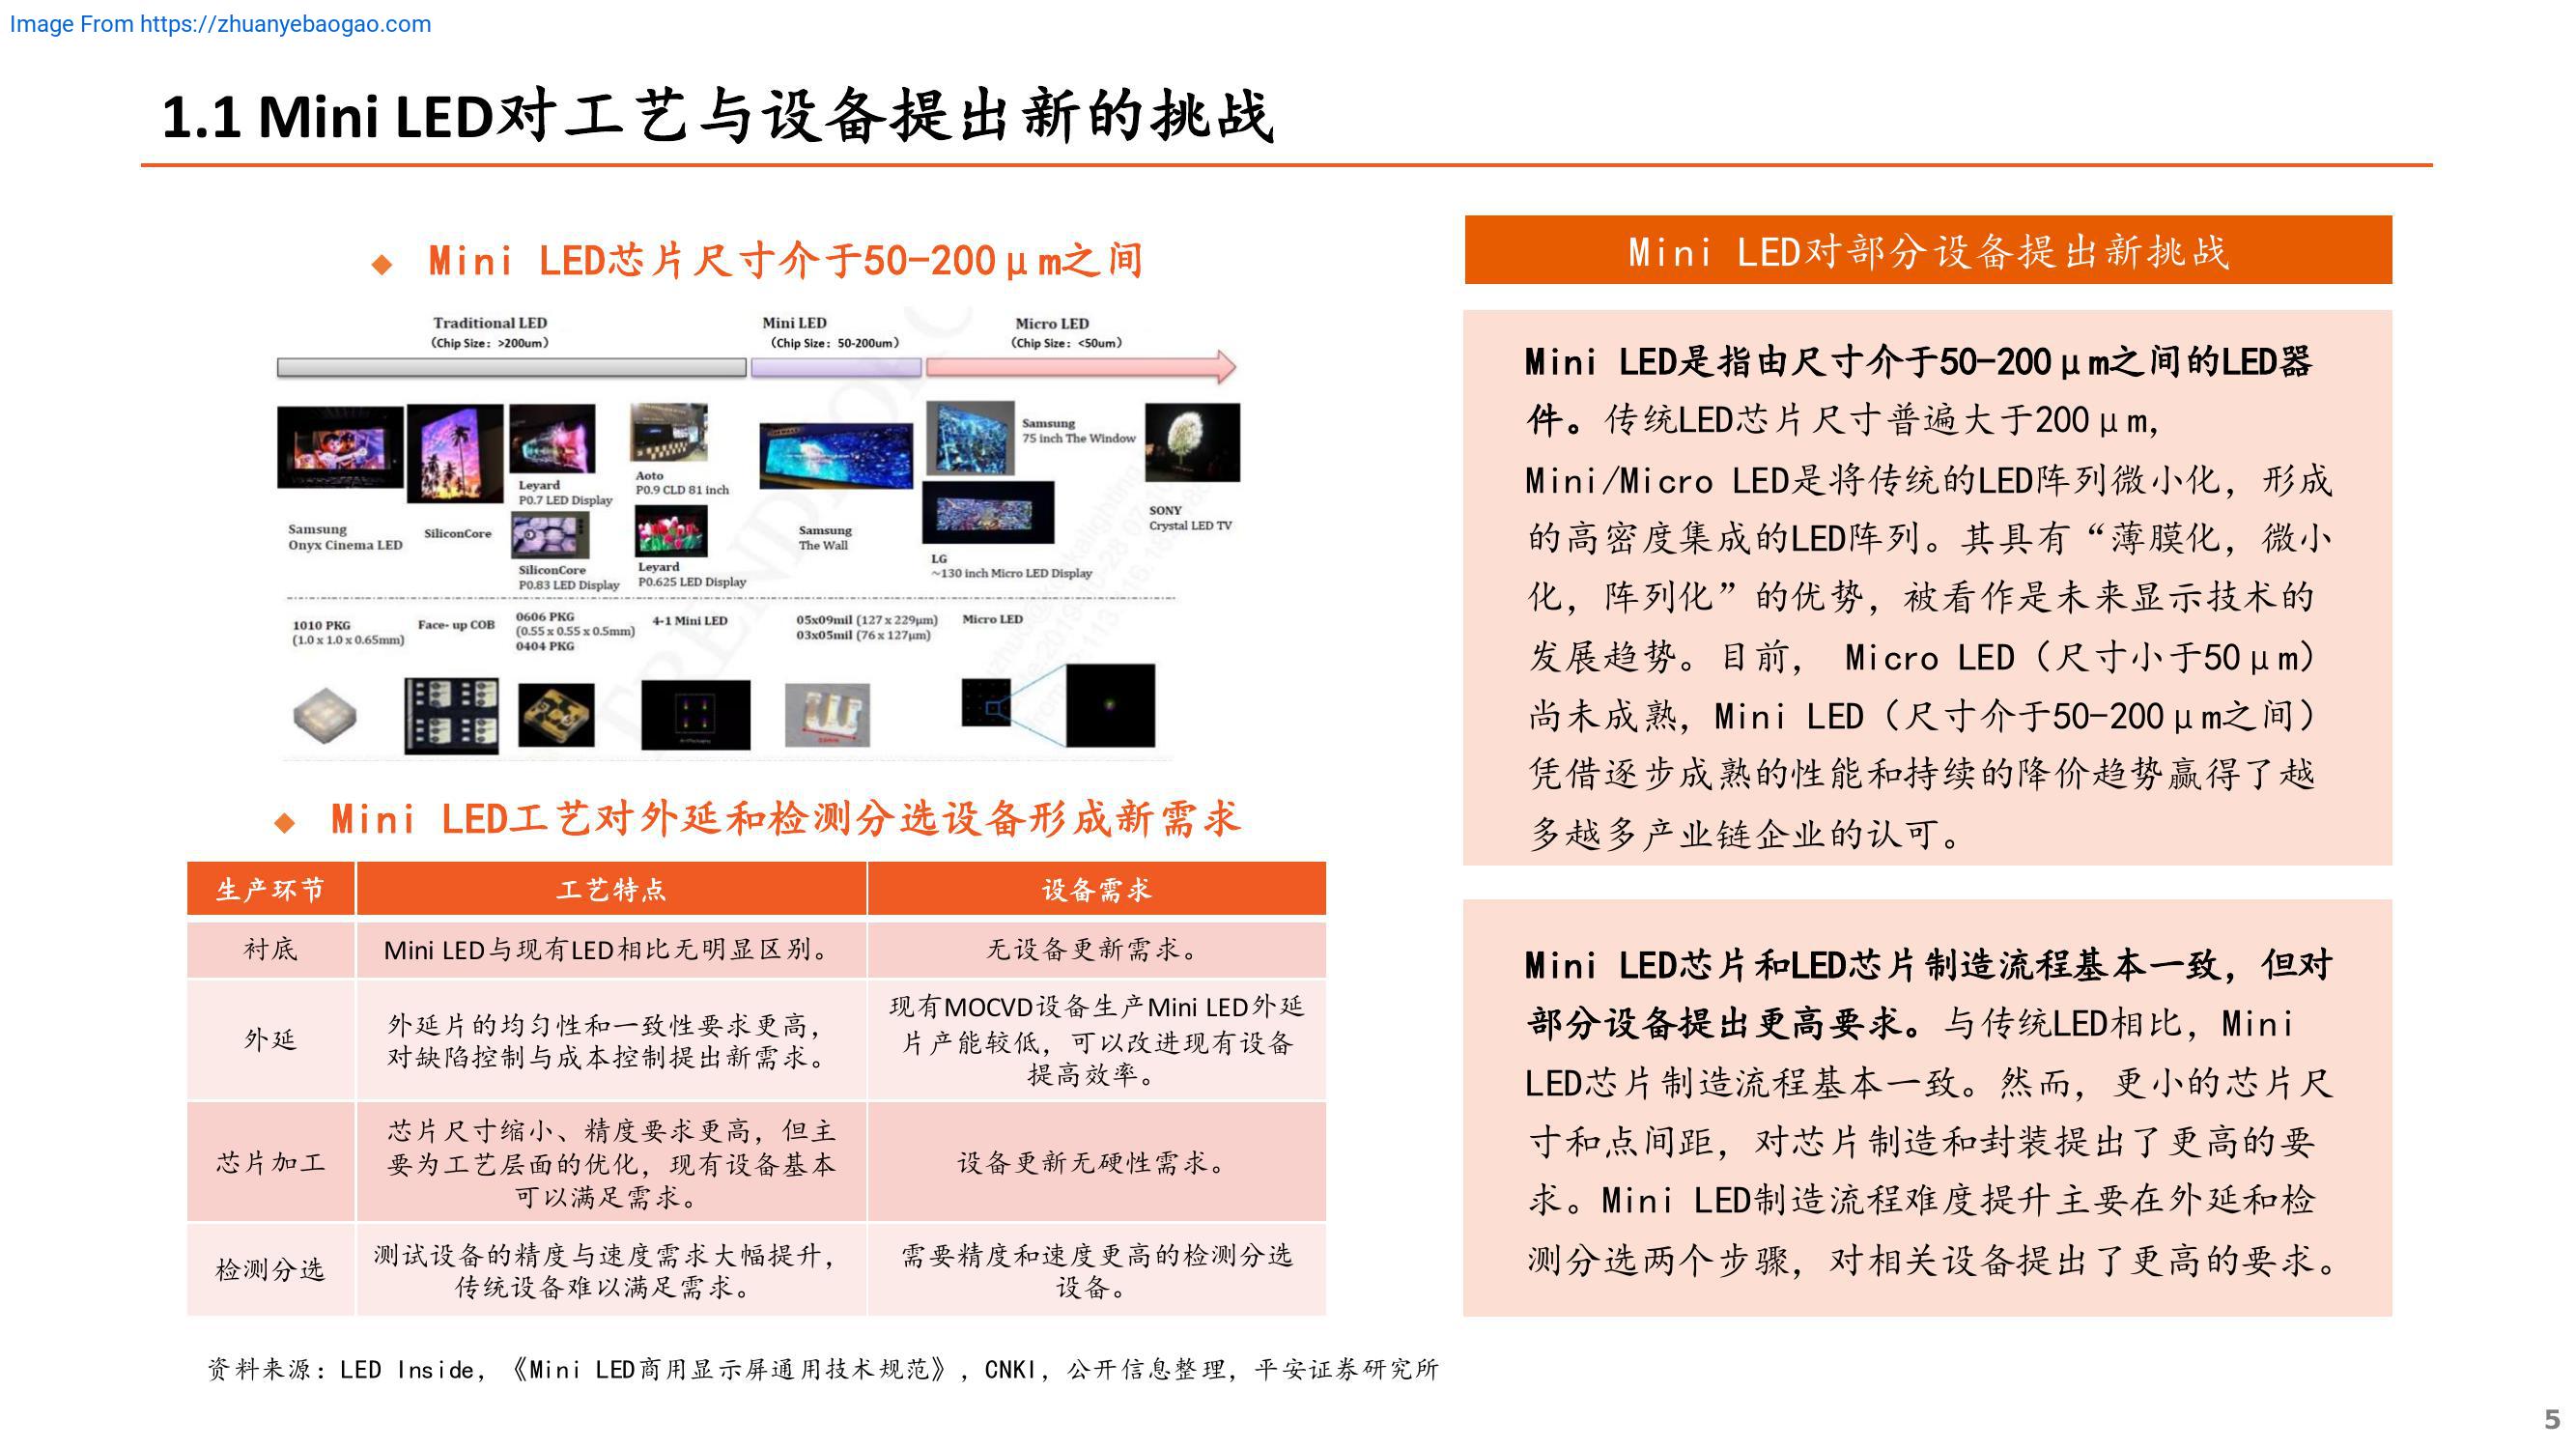 Image From https://zhuanyebaogao.com
1.1 Mini LED对工艺与设备提出新的挑战
◆ Mini LED芯片尺寸介于50-200μm之间
Traditional LED
（Chip Size：>200um）
Mini LED
（Chip Size：50-200um）
Micro LED
（Chip Size：<50um）
Samsung
Onyx Cinema LED
SiliconCore
Leyard
P0.7 LED Display
SiliconCore
P0.83 LED Display
Aoto
P0.9 CLD 81 inch
Leyard
P0.625 LED Display
Samsung
The Wall
Samsung
75 inch The Window
LG
~130 inch Micro LED Display
SONY
Crystal LED TV
1010 PKG
(1.0 x 1.0 x 0.65mm)
Face- up COB
0606 PKG
(0.55 x 0.55 x 0.5mm)
0404 PKG
4-1 Mini LED
05x09mil (127 x 229μm)
03x05mil (76 x 127μm)
Micro LED
◆ Mini LED工艺对外延和检测分选设备形成新需求
生产环节 工艺特点 设备需求
衬底 Mini LED与现有LED相比无明显区别。 无设备更新需求。
外延
外延片的均匀性和一致性要求更高，
对缺陷控制与成本控制提出新需求。
现有MOCVD设备生产Mini LED外延
片产能较低，可以改进现有设备
提高效率。
芯片加工
芯片尺寸缩小、精度要求更高，但主
要为工艺层面的优化，现有设备基本
可以满足需求。
设备更新无硬性需求。
检测分选
测试设备的精度与速度需求大幅提升，
传统设备难以满足需求。
需要精度和速度更高的检测分选
设备。
Mini LED对部分设备提出新挑战
Mini LED是指由尺寸介于50-200μm之间的LED器
件。传统LED芯片尺寸普遍大于200μm，
Mini/Micro LED是将传统的LED阵列微小化，形成
的高密度集成的LED阵列。其具有“薄膜化，微小
化，阵列化”的优势，被看作是未来显示技术的
发展趋势。目前， Micro LED（尺寸小于50μm）
尚未成熟，Mini LED（尺寸介于50-200μm之间）
凭借逐步成熟的性能和持续的降价趋势赢得了越
多越多产业链企业的认可。
Mini LED芯片和LED芯片制造流程基本一致，但对
部分设备提出更高要求。与传统LED相比，Mini
LED芯片制造流程基本一致。然而，更小的芯片尺
寸和点间距，对芯片制造和封装提出了更高的要
求。Mini LED制造流程难度提升主要在外延和检
测分选两个步骤，对相关设备提出了更高的要求。
资料来源：LED Inside，《Mini LED商用显示屏通用技术规范》，CNKI，公开信息整理，平安证券研究所
5